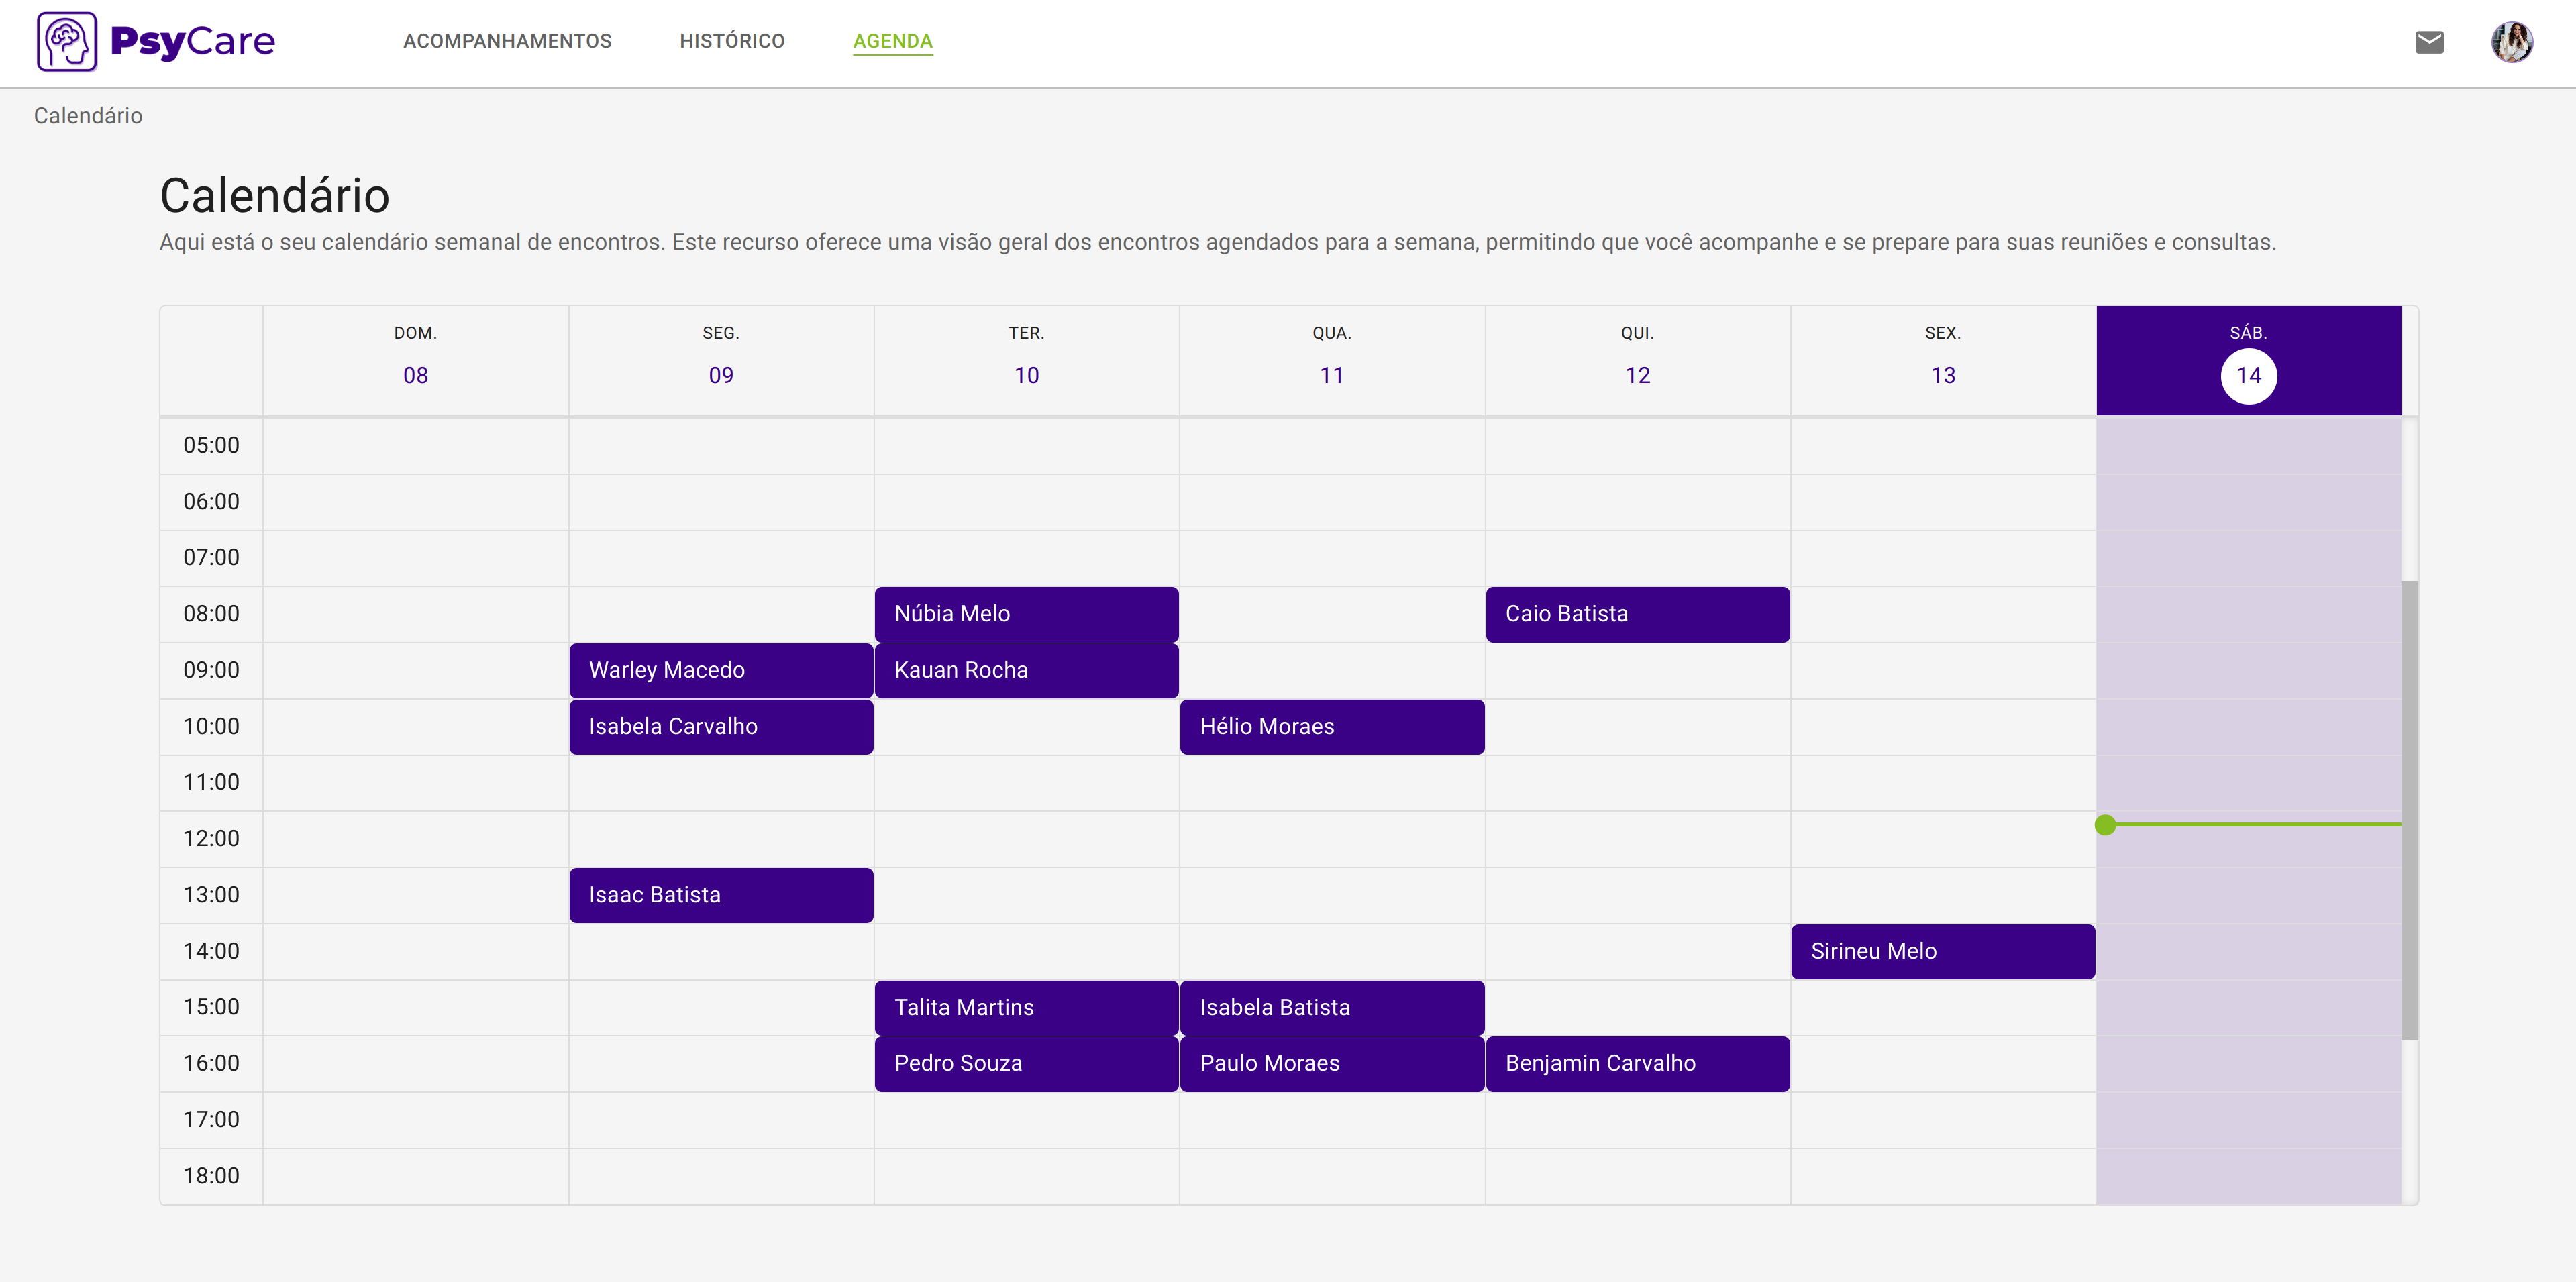 PsyCare
ACOMPANHAMENTOS HISTÓRICO AGENDA
Calendário
Calendário
Aqui está o seu calendário semanal de encontros. Este recurso oferece uma visão geral dos encontros agendados para a semana, permitindo que você acompanhe e se prepare para suas reuniões e consultas.
DOM. SEG. TER. QUA. QUI. SEX. SÁB.
08 09 10 11 12 13 14
05:00
06:00
07:00
08:00 Núbia Melo Caio Batista
09:00 Warley Macedo Kauan Rocha
10:00 Isabela Carvalho Hélio Moraes
11:00
12:00
13:00 Isaac Batista
14:00 Sirineu Melo
15:00 Talita Martins Isabela Batista
16:00 Pedro Souza Paulo Moraes Benjamin Carvalho
17:00
18:00